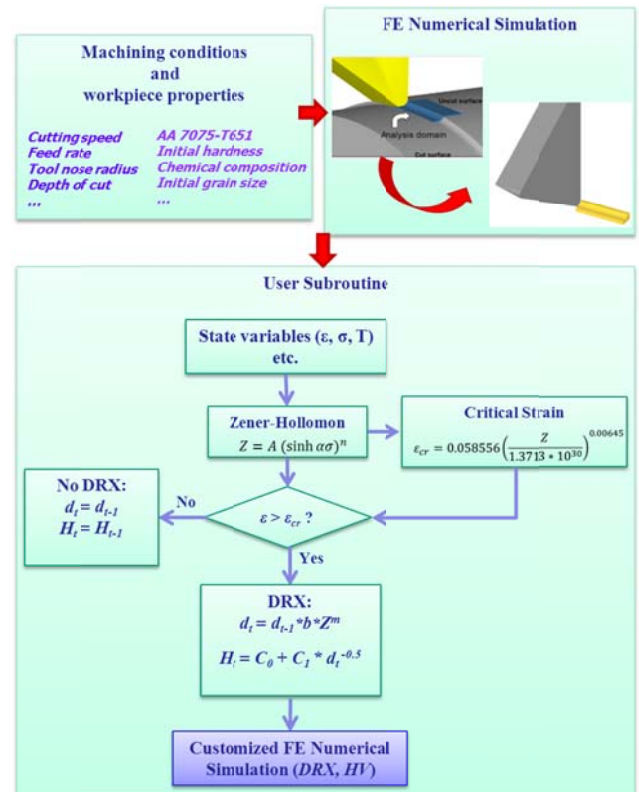 Machining conditions
and
workpiece properties
Cutting speed
Feed rate
Tool nose radius
Depth of cut
...
AA 7075-T651
Initial hardness
Chemical composition
Initial grain size
...
FE Numerical Simulation
Uncut surface
Analysis domain
Cut surface
User Subroutine
State variables (ε, σ, T)
etc.
Zener-Hollomon
Z = A (sinh ασ)ⁿ
Critical Strain
ε_cr = 0.058556 (Z / 1.3713 * 10³⁰)^0.00645
No DRX:
d_t = d_t-1
H_t = H_t-1
No
ε > ε_cr ?
Yes
DRX:
d_t = d_t-1*b*Z^m
H_t = C_0 + C_1 * d_t^-0.5
Customized FE Numerical
Simulation (DRX, HV)